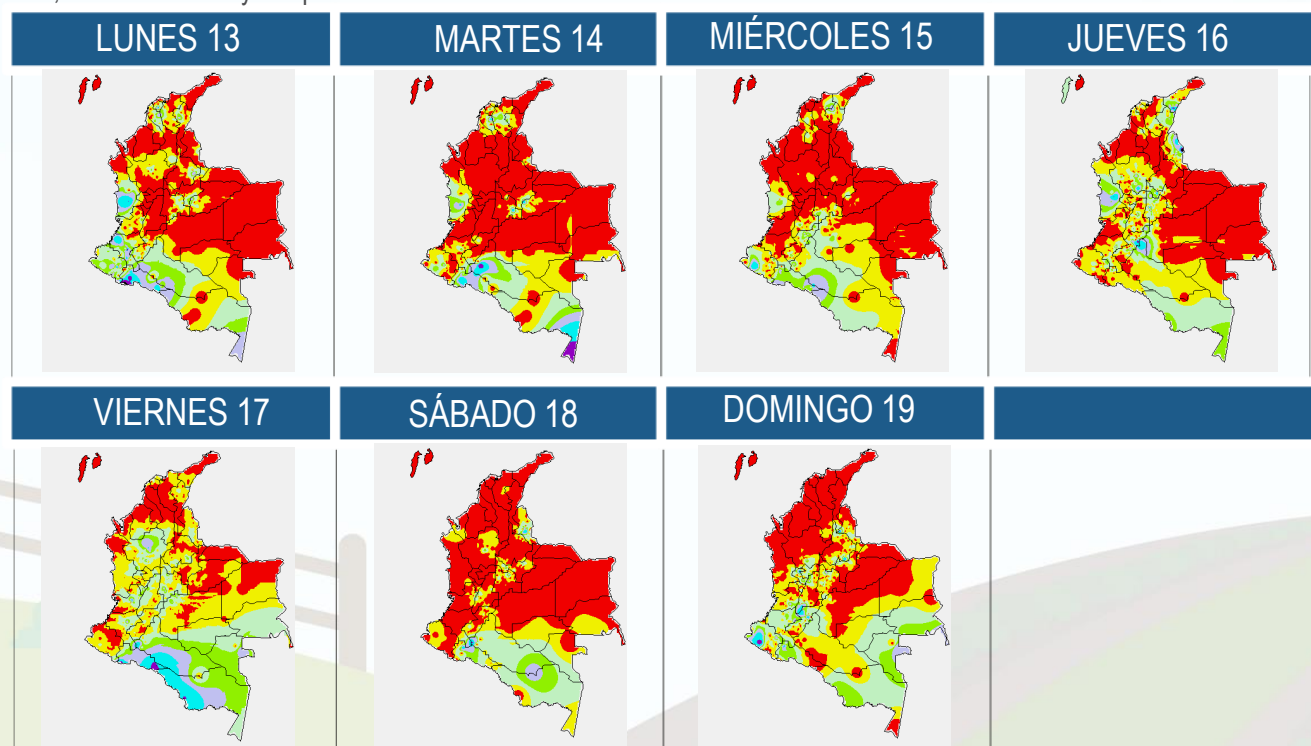 LUNES 13
MARTES 14
MIÉRCOLES 15
JUEVES 16
VIERNES 17
SÁBADO 18
DOMINGO 19